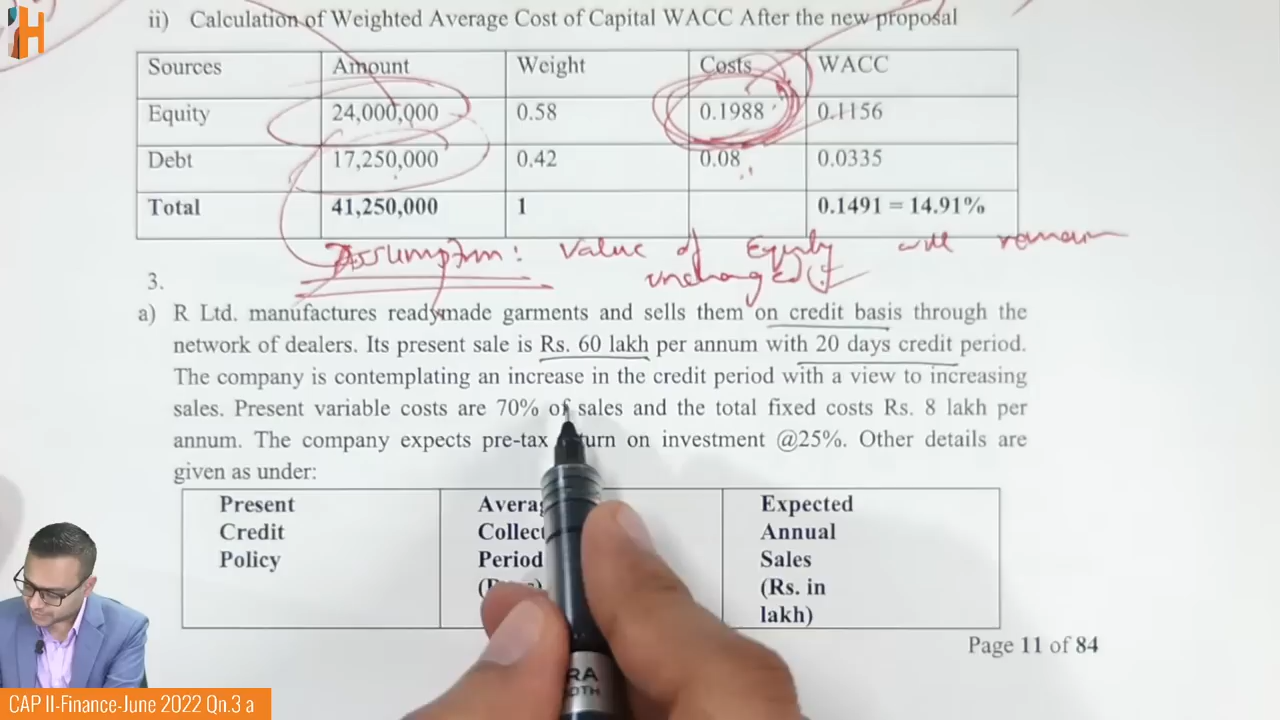 H
ii) Calculation of Weighted Average Cost of Capital WACC After the new proposal
Sources Amount Weight Costs WACC
Equity 24,000,000 0.58 0.1988 0.1156
Debt 17,250,000 0.42 0.08 0.0335
Total 41,250,000 1 0.1491 = 14.91%
Assumption: Value of Equity will remain
unchanged
3.
a) R Ltd. manufactures readymade garments and sells them on credit basis through the
network of dealers. Its present sale is Rs. 60 lakh per annum with 20 days credit period.
The company is contemplating an increase in the credit period with a view to increasing
sales. Present variable costs are 70% of sales and the total fixed costs Rs. 8 lakh per
annum. The company expects pre-tax on investment @25%. Other details are
given as under:
Present Expected
Credit Annual
Policy Period Sales
(Rs. in
lakh)
Page 11 of 84
CAP II-Finance-June 2022 Qn.3 a